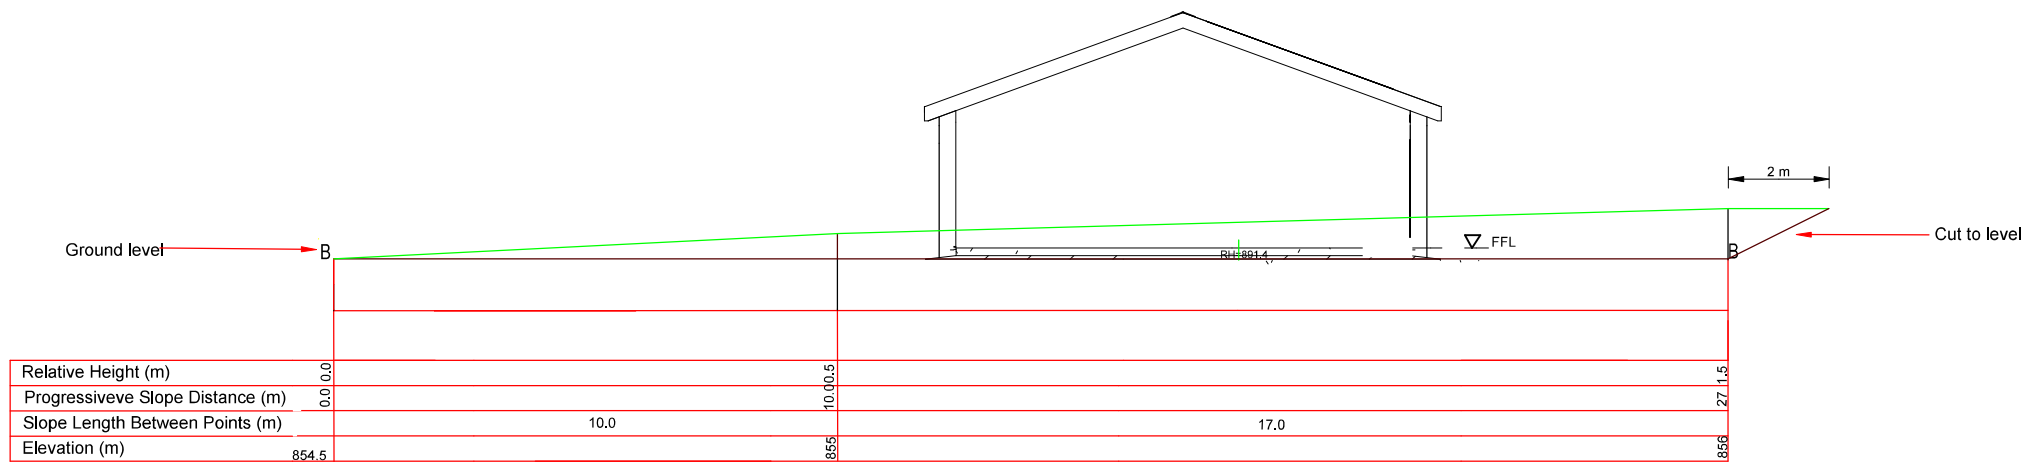 2 m
Ground level
B
FFL
RH=891.4
B
Cut to level
Relative Height (m) 0.0 0.5 1.5
Progressiveve Slope Distance (m) 0.0 10.0 27
Slope Length Between Points (m) 10.0 17.0
Elevation (m) 854.5 855 856